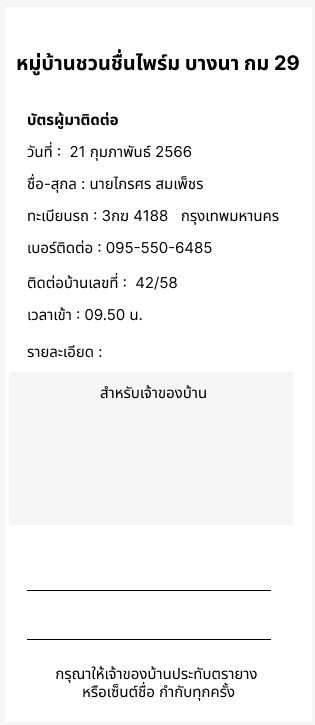 หมู่บ้านชวนชื่นไพร์ม บางนา กม 29
บัตรผู้มาติดต่อ
วันที่ : 21 กุมภาพันธ์ 2566
ชื่อ-สกุล : นายไกรศร สมเพ็ชร
ทะเบียนรถ : 3กฆ 4188 กรุงเทพมหานคร
เบอร์ติดต่อ : 095-550-6485
ติดต่อบ้านเลขที่ : 42/58
เวลาเข้า : 09.50 น.
รายละเอียด :
สำหรับเจ้าของบ้าน
กรุณาให้เจ้าของบ้านประทับตรายาง
หรือเซ็นต์ชื่อ กำกับทุกครั้ง